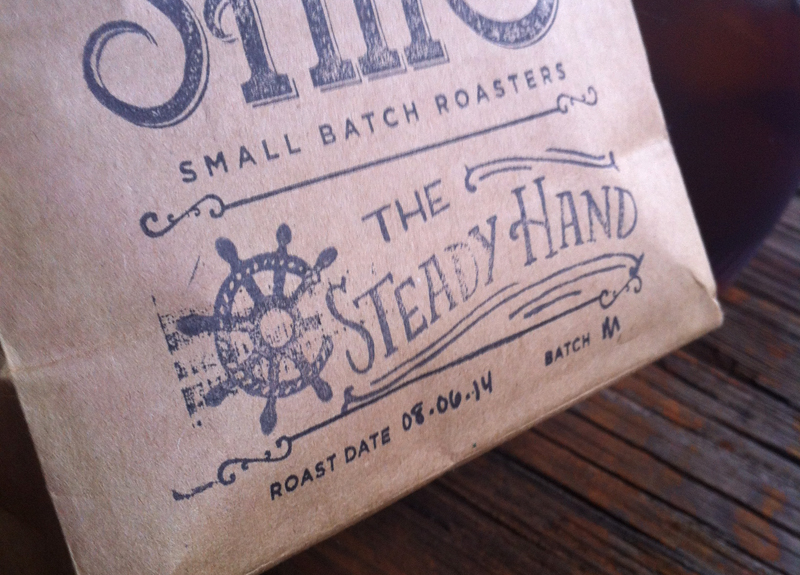 SMALL BATCH ROASTERS
THE
STEADY HAND
BATCH M
ROAST DATE 08.06.14